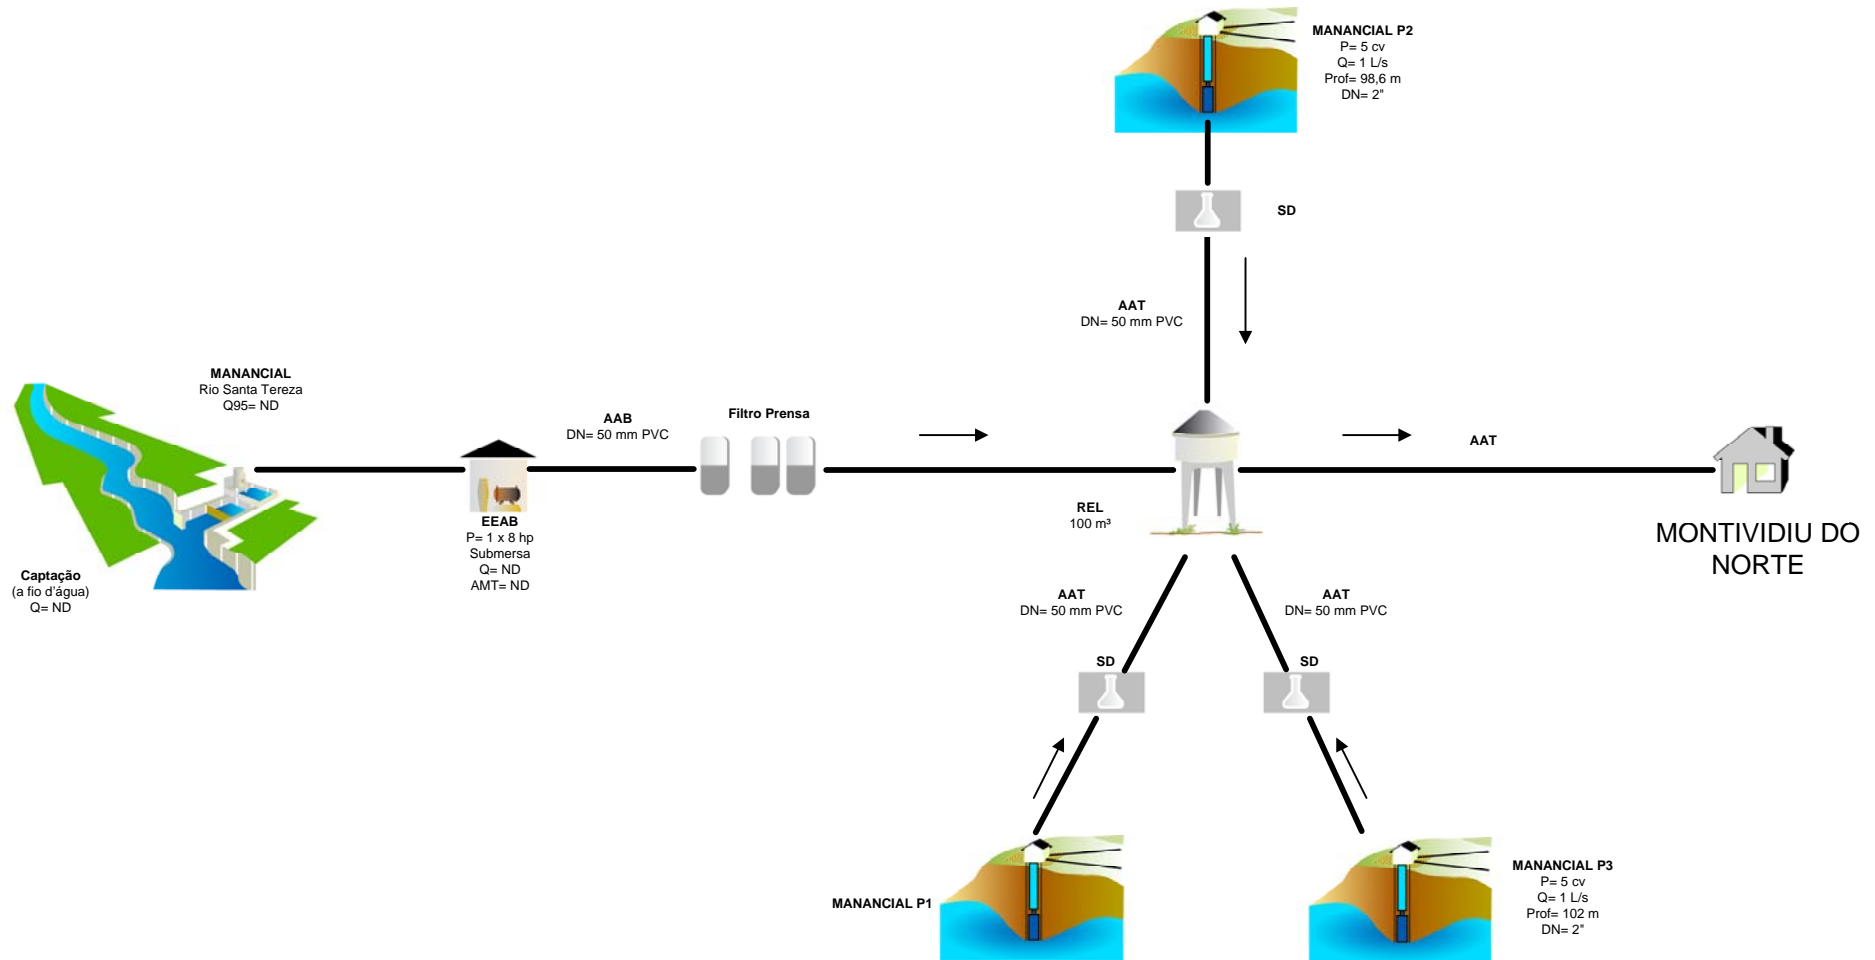 MANANCIAL P2
P= 5 cv
Q= 1 L/s
Prof= 98,6 m
DN= 2"
SD
AAT
DN= 50 mm PVC
MANANCIAL
Rio Santa Tereza
Q95= ND
AAB
DN= 50 mm PVC
Filtro Prensa
AAT
EEAB
P= 1 x 8 hp
Submersa
Q= ND
AMT= ND
REL
100 m³
MONTIVIDIU DO
NORTE
Captação
(a fio d'água)
Q= ND
AAT
DN= 50 mm PVC
AAT
DN= 50 mm PVC
SD
SD
MANANCIAL P1
MANANCIAL P3
P= 5 cv
Q= 1 L/s
Prof= 102 m
DN= 2"